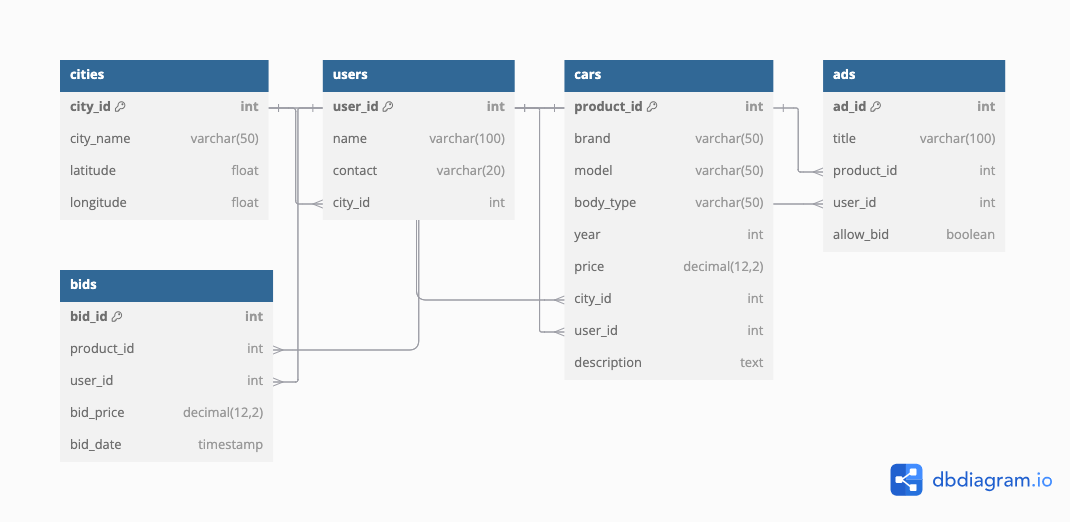 cities
city_id int
city_name varchar(50)
latitude float
longitude float
users
user_id int
name varchar(100)
contact varchar(20)
city_id int
cars
product_id int
brand varchar(50)
model varchar(50)
body_type varchar(50)
year int
price decimal(12,2)
city_id int
user_id int
description text
ads
ad_id int
title varchar(100)
product_id int
user_id int
allow_bid boolean
bids
bid_id int
product_id int
user_id int
bid_price decimal(12,2)
bid_date timestamp
dbdiagram.io